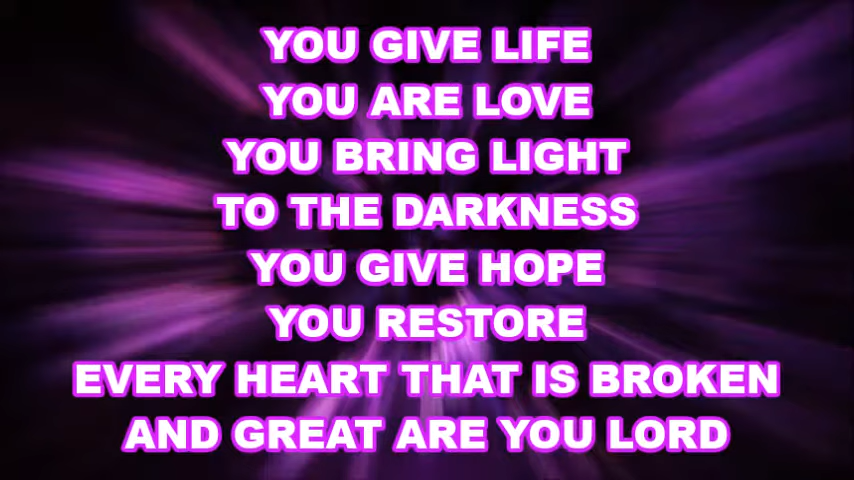 YOU GIVE LIFE
YOU ARE LOVE
YOU BRING LIGHT
TO THE DARKNESS
YOU GIVE HOPE
YOU RESTORE
EVERY HEART THAT IS BROKEN
AND GREAT ARE YOU LORD